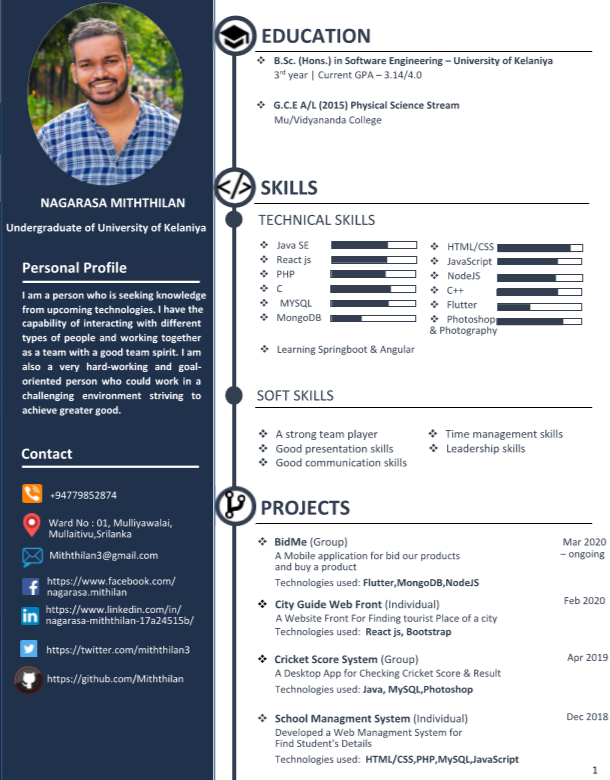 NAGARASA MITHTHILAN
Undergraduate of University of Kelaniya
Personal Profile
I am a person who is seeking knowledge
from upcoming technologies. I have the
capability of interacting with different
types of people and working together
as a team with a good team spirit. I am
also a very hard-working and goal-
oriented person who could work in a
challenging environment striving to
achieve greater good.
Contact
+94779852874
Ward No : 01, Mulliyawalai,
Mullaitivu,Srilanka
Miththilan3@gmail.com
https://www.facebook.com/
nagarasa.mithilan
https://www.linkedin.com/in/
nagarasa-miththilan-17a24515b/
https://twitter.com/miththilan3
https://github.com/Miththilan
EDUCATION
B.Sc. (Hons.) in Software Engineering – University of Kelaniya
3rd year | Current GPA – 3.14/4.0
G.C.E A/L (2015) Physical Science Stream
Mu/Vidyananda College
SKILLS
TECHNICAL SKILLS
Java SE
React js
PHP
C
MYSQL
MongoDB
HTML/CSS
JavaScript
NodeJS
C++
Flutter
Photoshop
& Photography
Learning Springboot & Angular
SOFT SKILLS
A strong team player
Good presentation skills
Good communication skills
Time management skills
Leadership skills
PROJECTS
BidMe (Group) Mar 2020
– ongoing
A Mobile application for bid our products
and buy a product
Technologies used: Flutter,MongoDB,NodeJS
City Guide Web Front (Individual) Feb 2020
A Website Front For Finding tourist Place of a city
Technologies used: React js, Bootstrap
Cricket Score System (Group) Apr 2019
A Desktop App for Checking Cricket Score & Result
Technologies used: Java, MySQL,Photoshop
School Managment System (Individual) Dec 2018
Developed a Web Managment System for
Find Student's Details
Technologies used: HTML/CSS,PHP,MySQL,JavaScript
1